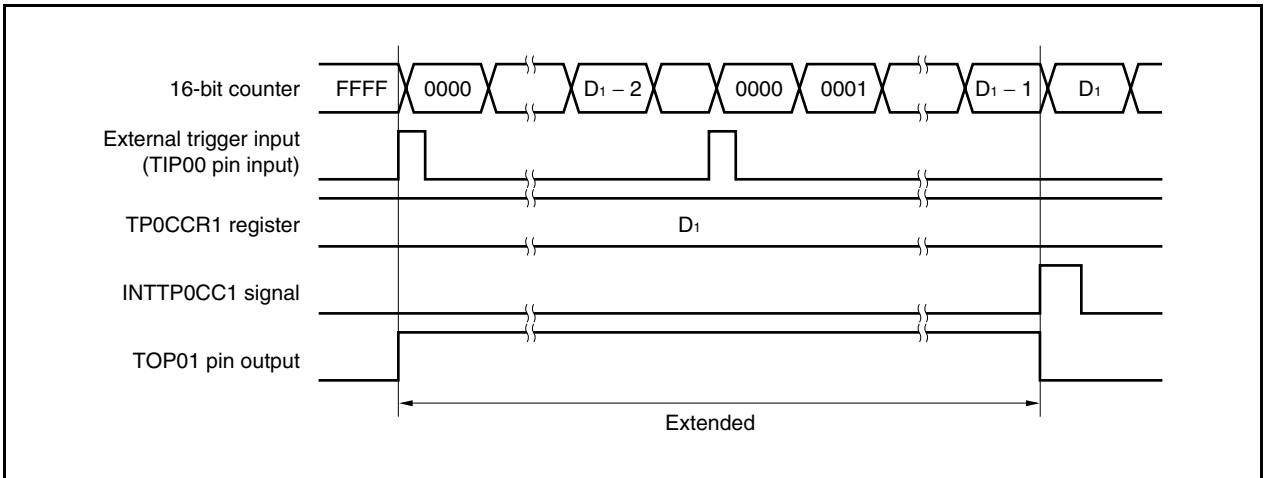 16-bit counter FFFF 0000 D1 – 2 0000 0001 D1 – 1 D1
External trigger input
(TIP00 pin input)
TP0CCR1 register D1
INTTP0CC1 signal
TOP01 pin output
Extended